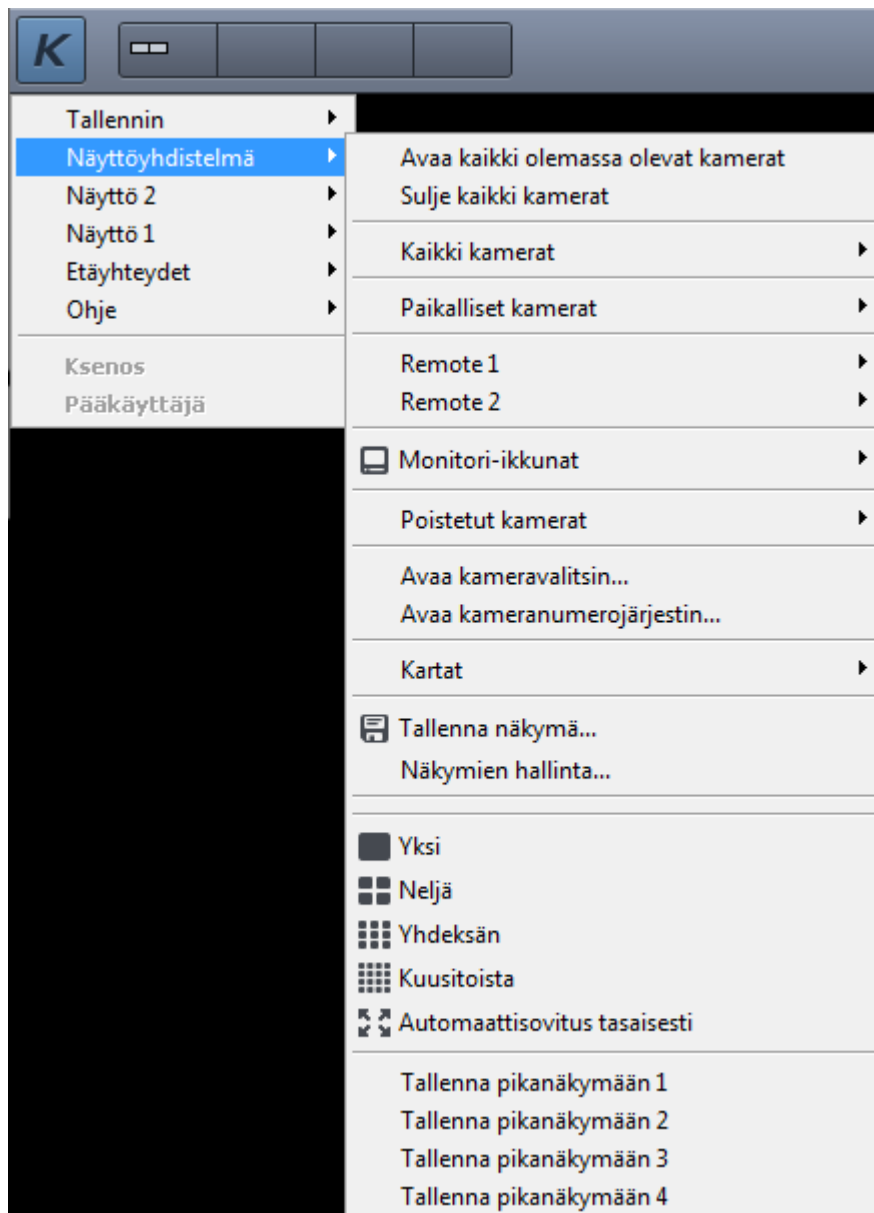 K
Tallennin
Näyttöyhdistelmä
Näyttö 2
Näyttö 1
Etäyhteydet
Ohje
Ksenos
Pääkäyttäjä
Avaa kaikki olemassa olevat kamerat
Sulje kaikki kamerat
Kaikki kamerat
Paikalliset kamerat
Remote 1
Remote 2
Monitori-ikkunat
Poistetut kamerat
Avaa kameravalitsin...
Avaa kameranumerojärjestin...
Kartat
Tallenna näkymä...
Näkymien hallinta...
Yksi
Neljä
Yhdeksän
Kuusitoista
Automaattisovitus tasaisesti
Tallenna pikanäkymään 1
Tallenna pikanäkymään 2
Tallenna pikanäkymään 3
Tallenna pikanäkymään 4